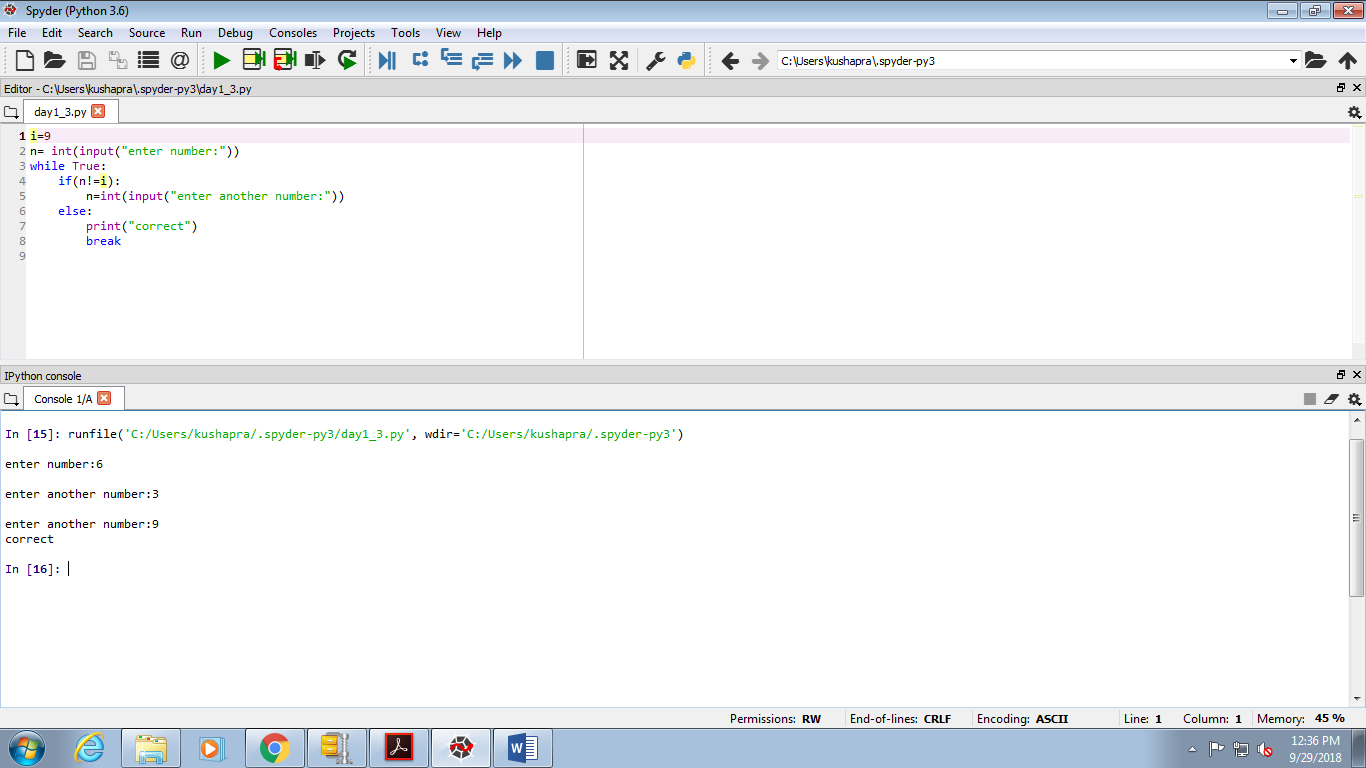 Spyder (Python 3.6)
File Edit Search Source Run Debug Consoles Projects Tools View Help
C:\Users\kushapra\.spyder-py3
Editor - C:\Users\kushapra\.spyder-py3\day1_3.py
day1_3.py
1 i=9
2 n= int(input("enter number:"))
3 while True:
4     if(n!=i):
5         n=int(input("enter another number:"))
6     else:
7         print("correct")
8         break
9
IPython console
Console 1/A
In [15]: runfile('C:/Users/kushapra/.spyder-py3/day1_3.py', wdir='C:/Users/kushapra/.spyder-py3')
enter number:6
enter another number:3
enter another number:9
correct
In [16]:
Permissions: RW End-of-lines: CRLF Encoding: ASCII Line: 1 Column: 1 Memory: 45 %
12:36 PM
9/29/2018